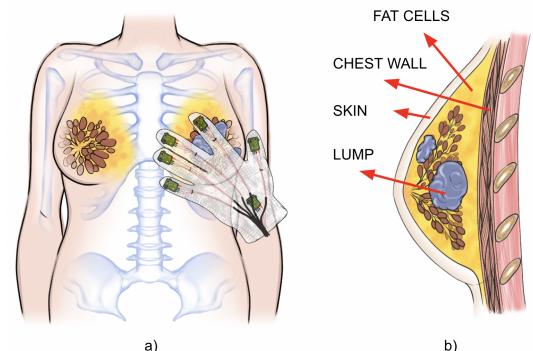 FAT CELLS
CHEST WALL
SKIN
LUMP
a)
b)